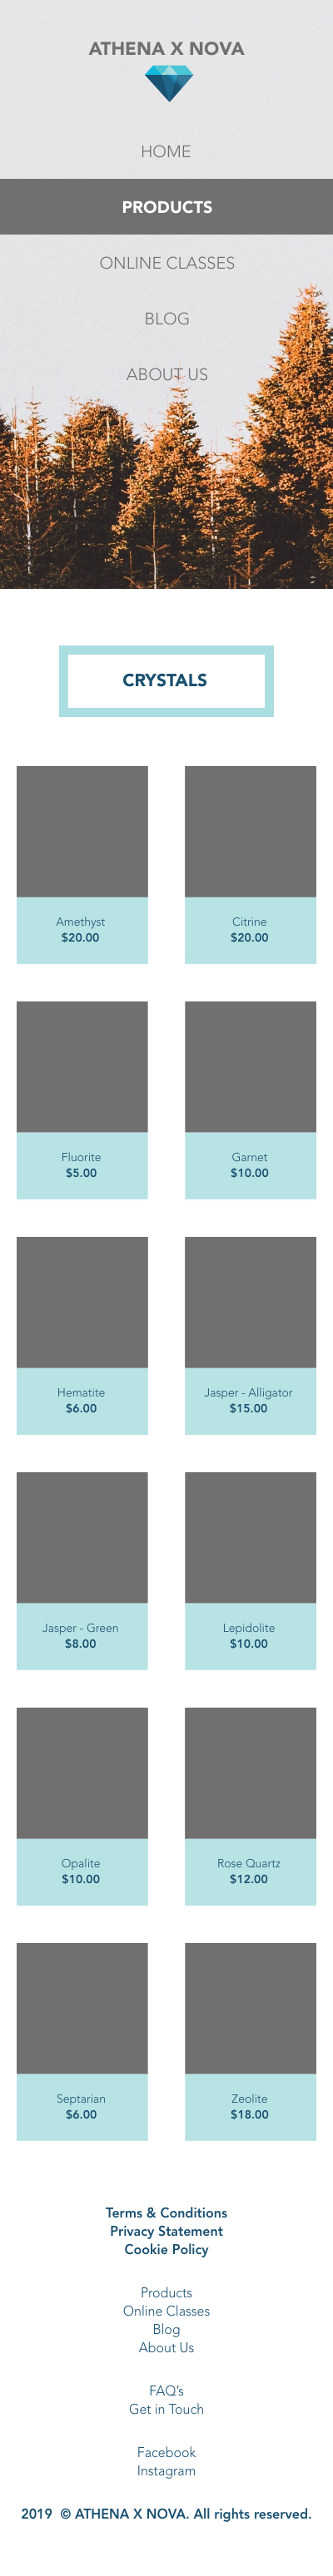 ATHENA X NOVA
HOME
PRODUCTS
ONLINE CLASSES
BLOG
ABOUT US
CRYSTALS
Amethyst
$20.00
Citrine
$20.00
Fluorite
$5.00
Garnet
$10.00
Hematite
$6.00
Jasper - Alligator
$15.00
Jasper - Green
$8.00
Lepidolite
$10.00
Opalite
$10.00
Rose Quartz
$12.00
Septarian
$6.00
Zeolite
$18.00
Terms & Conditions
Privacy Statement
Cookie Policy
Products
Online Classes
Blog
About Us
FAQ's
Get in Touch
Facebook
Instagram
2019 © ATHENA X NOVA. All rights reserved.